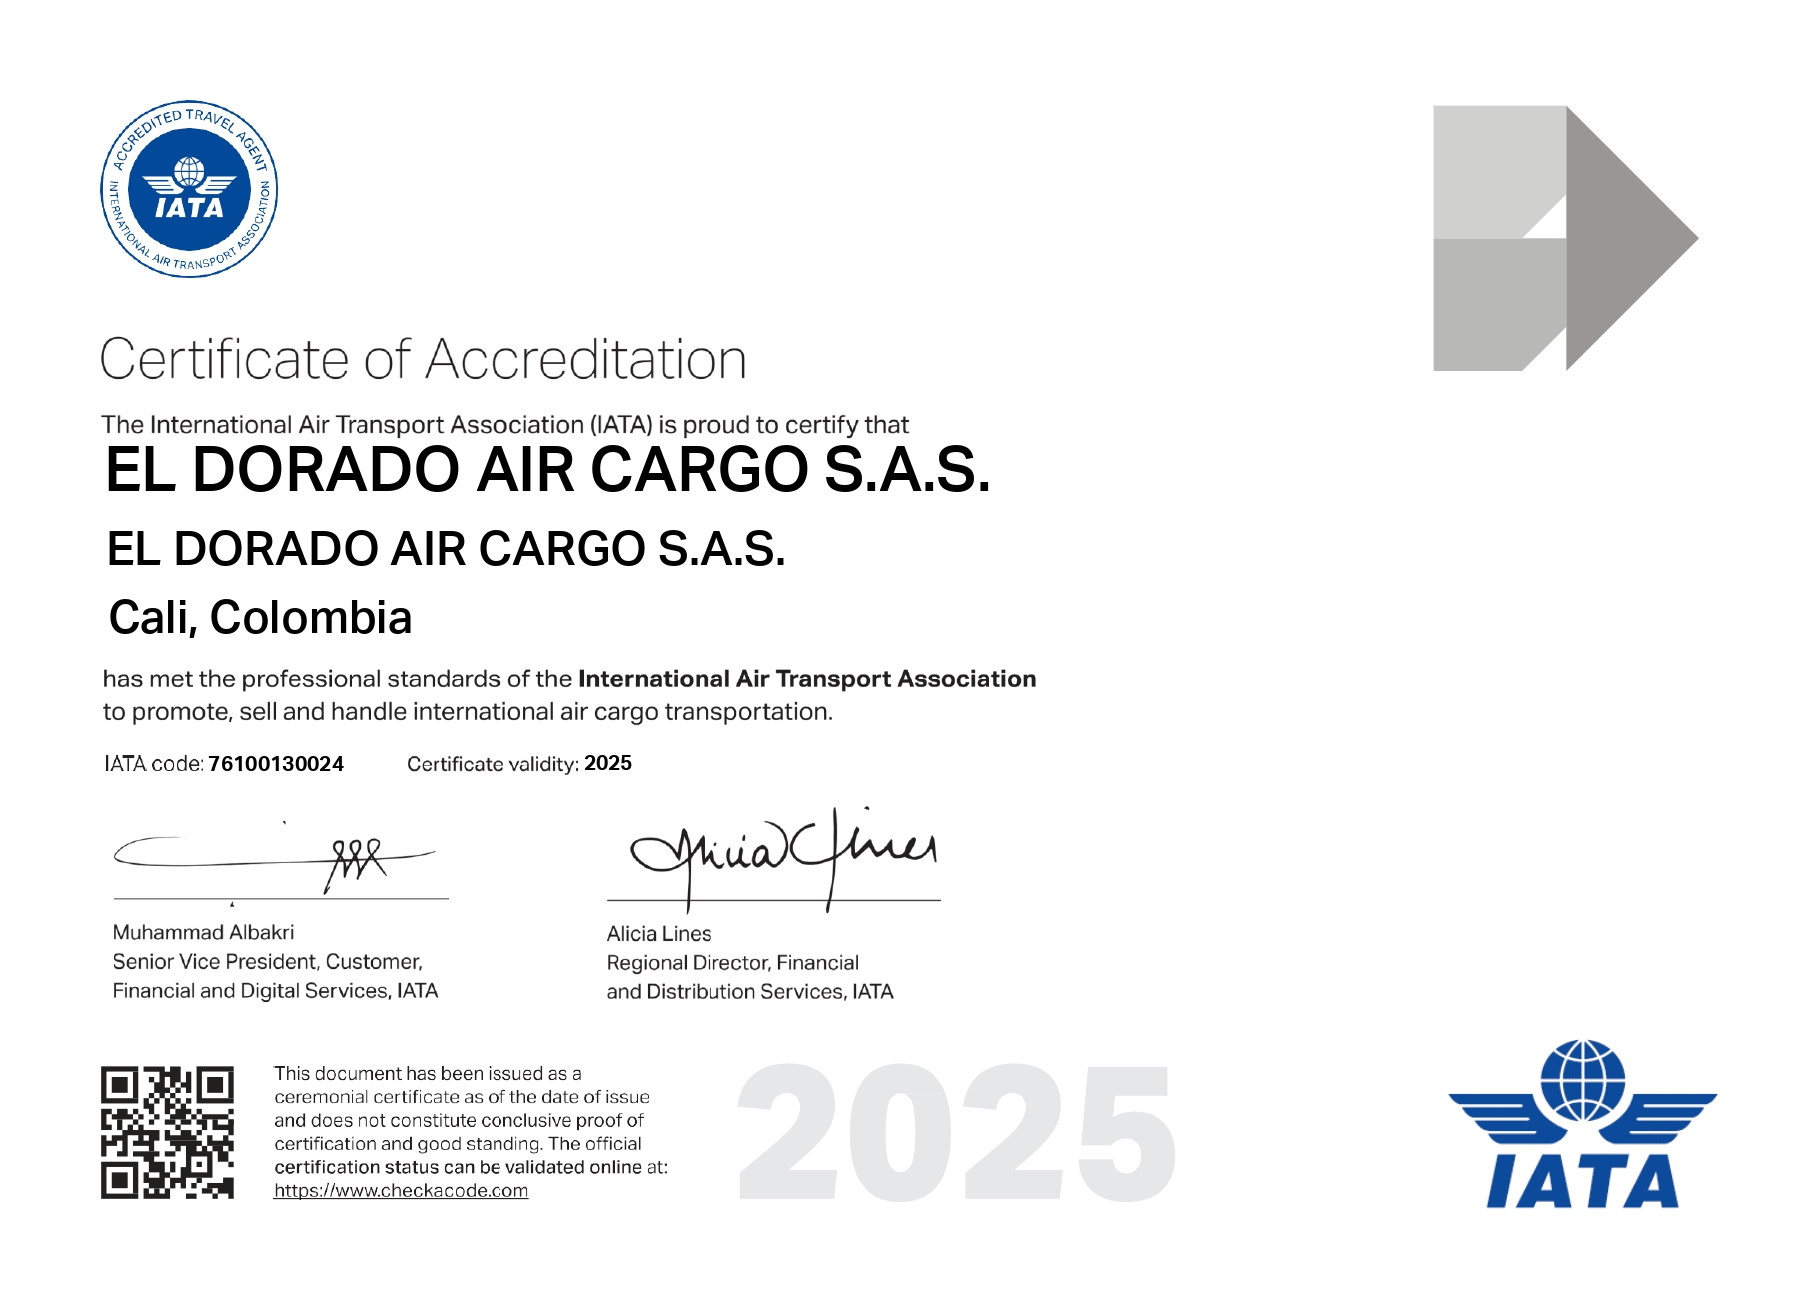 ACCREDITED TRAVEL AGENT
IATA
INTERNATIONAL AIR TRANSPORT ASSOCIATION
Certificate of Accreditation
The International Air Transport Association (IATA) is proud to certify that
EL DORADO AIR CARGO S.A.S.
EL DORADO AIR CARGO S.A.S.
Cali, Colombia
has met the professional standards of the International Air Transport Association
to promote, sell and handle international air cargo transportation.
IATA code: 76100130024 Certificate validity: 2025
Alicia Lines
Muhammad Albakri
Senior Vice President, Customer,
Financial and Digital Services, IATA
Alicia Lines
Regional Director, Financial
and Distribution Services, IATA
This document has been issued as a
ceremonial certificate as of the date of issue
and does not constitute conclusive proof of
certification and good standing. The official
certification status can be validated online at:
https://www.checkacode.com
2025
IATA